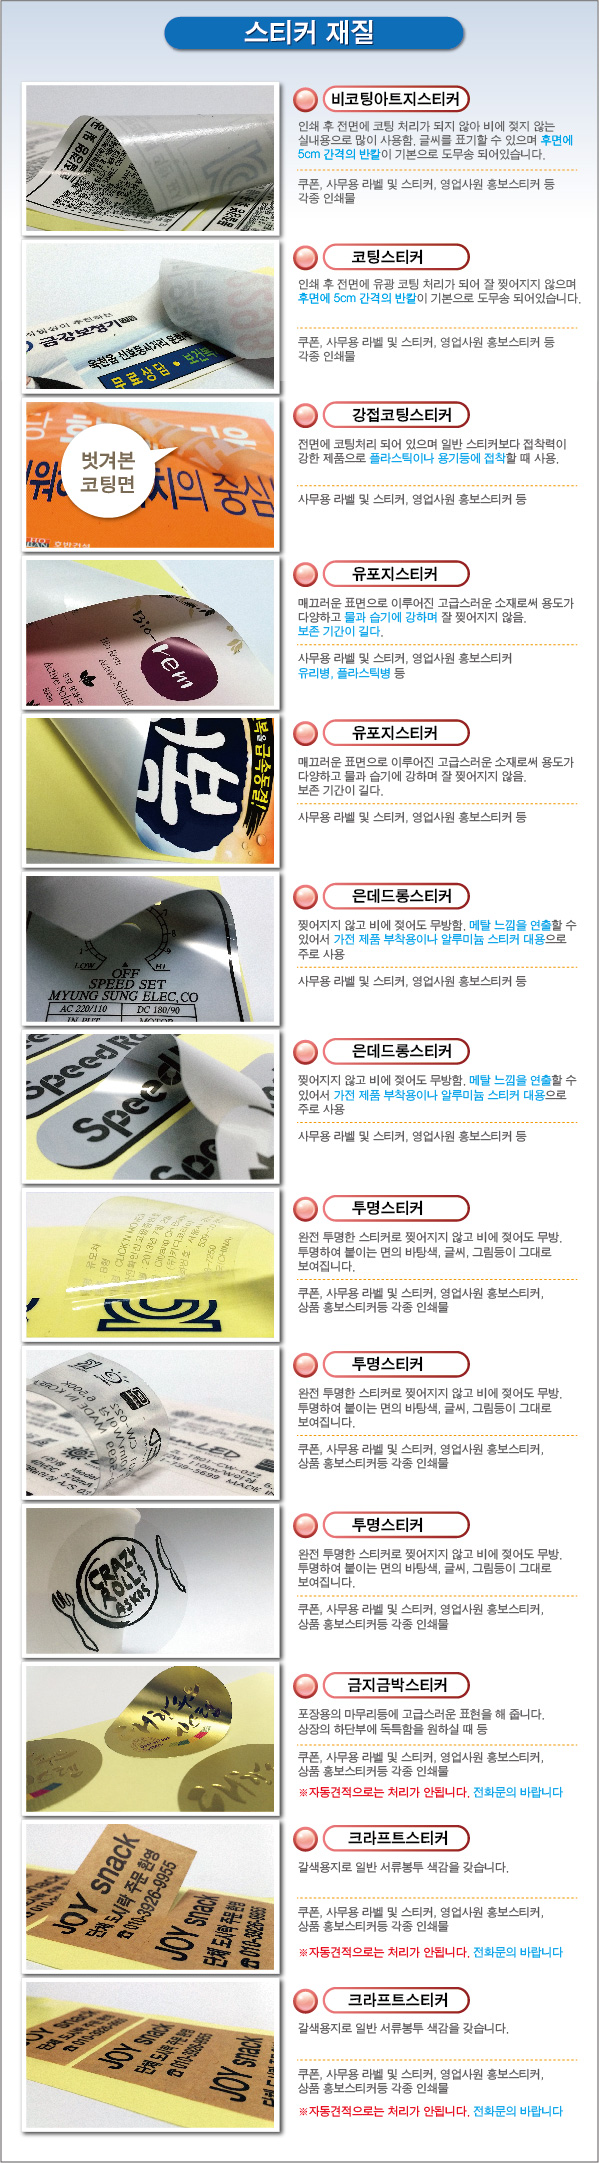 스티커 재질
비코팅아트지스티커
인쇄 후 전면에 코팅 처리가 되지 않아 비에 젖지 않는
실내용으로 많이 사용함. 글씨를 표기할 수 있으며 후면에
5cm 간격의 반칼이 기본으로 도무송 되어있습니다.
쿠폰, 사무용 라벨 및 스티커, 영업사원 홍보스티커 등
각종 인쇄물
코팅스티커
인쇄 후 전면에 유광 코팅 처리가 되어 잘 찢어지지 않으며
후면에 5cm 간격의 반칼이 기본으로 도무송 되어있습니다.
쿠폰, 사무용 라벨 및 스티커, 영업사원 홍보스티커 등
각종 인쇄물
금강보청기
옥천읍 신호등사거리
무료상담 • 보건복
강접코팅스티커
전면에 코팅처리 되어 있으며 일반 스티커보다 접착력이
강한 제품으로 플라스틱이나 용기등에 접착할 때 사용.
사무용 라벨 및 스티커, 영업사원 홍보스티커 등
벗겨본
코팅면
의 중심
유포지스티커
매끄러운 표면으로 이루어진 고급스러운 소재로써 용도가
다양하고 물과 습기에 강하며 잘 찢어지지 않음.
보존 기간이 길다.
사무용 라벨 및 스티커, 영업사원 홍보스티커
유리병, 플리스틱병 등
Bio-rem
유포지스티커
매끄러운 표면으로 이루어진 고급스러운 소재로써 용도가
다양하고 물과 습기에 강하며 잘 찢어지지 않음.
보존 기간이 길다.
사무용 라벨 및 스티커, 영업사원 홍보스티커 등
은데드롱스티커
찢어지지 않고 비에 젖어도 무방함. 메탈 느낌을 연출할 수
있어서 가전 제품 부착용이나 알루미늄 스티커 대용으로
주로 사용
사무용 라벨 및 스티커, 영업사원 홍보스티커 등
LOW OFF HI
SPEED SET
MYUNG SUNG ELEC,CO
AC 220/110 DC 180/90
IN PUT MOTOR
은데드롱스티커
찢어지지 않고 비에 젖어도 무방함. 메탈 느낌을 연출할 수
있어서 가전 제품 부착용이나 알루미늄 스티커 대용으로
주로 사용
사무용 라벨 및 스티커, 영업사원 홍보스티커 등
Speed
투명스티커
완전 투명한 스티커로 찢어지지 않고 비에 젖어도 무방.
투명하여 붙이는 면의 바탕색, 글씨, 그림등이 그대로
보여집니다.
쿠폰, 사무용 라벨 및 스티커, 영업사원 홍보스티커,
상품 홍보스티커등 각종 인쇄물
투명스티커
완전 투명한 스티커로 찢어지지 않고 비에 젖어도 무방.
투명하여 붙이는 면의 바탕색, 글씨, 그림등이 그대로
보여집니다.
쿠폰, 사무용 라벨 및 스티커, 영업사원 홍보스티커,
상품 홍보스티커등 각종 인쇄물
투명스티커
완전 투명한 스티커로 찢어지지 않고 비에 젖어도 무방.
투명하여 붙이는 면의 바탕색, 글씨, 그림등이 그대로
보여집니다.
쿠폰, 사무용 라벨 및 스티커, 영업사원 홍보스티커,
상품 홍보스티커등 각종 인쇄물
CRAZY
ROLL
금지금박스티커
포장용의 마무리등에 고급스러운 표현을 해 줍니다.
상장의 하단부에 독특함을 원하실 때 등
쿠폰, 사무용 라벨 및 스티커, 영업사원 홍보스티커,
상품 홍보스티커등 각종 인쇄물
※자동견적으로는 처리가 안됩니다. 전화문의 바랍니다
크라프트스티커
갈색용지로 일반 서류봉투 색감을 갖습니다.
쿠폰, 사무용 라벨 및 스티커, 영업사원 홍보스티커,
상품 홍보스티커등 각종 인쇄물
※자동견적으로는 처리가 안됩니다. 전화문의 바랍니다
JOY snack
단체 도시락 주문 환영
☎010-3926-9955
JOY snack
크라프트스티커
갈색용지로 일반 서류봉투 색감을 갖습니다.
쿠폰, 사무용 라벨 및 스티커, 영업사원 홍보스티커,
상품 홍보스티커등 각종 인쇄물
※자동견적으로는 처리가 안됩니다. 전화문의 바랍니다
JOY snack
JOY snack